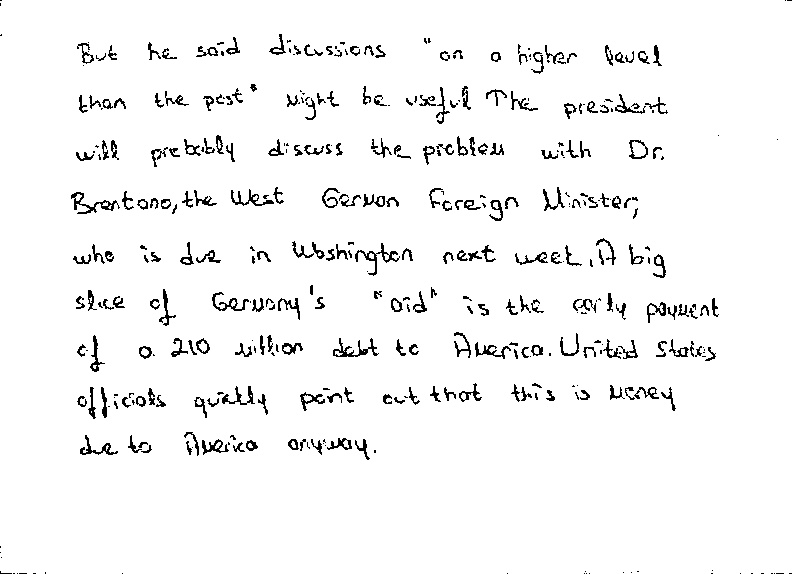 But he said discussions "on a higher level
than the past" might be useful The president
will probably discuss the problem with Dr.
Brentano, the West German Foreign Minister,
who is due in Washington next week. A big
slice of Germany's "aid" is the early payment
of a 210 million debt to America. United States
officials quietly point out that this is money
due to America anyway.